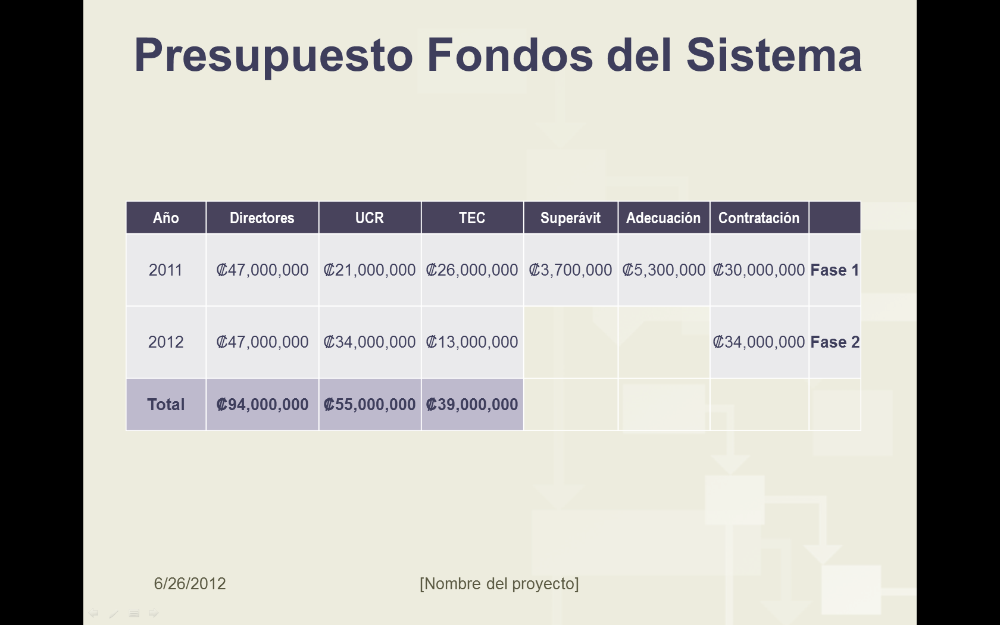 Presupuesto Fondos del Sistema
Año Directores UCR TEC Superávit Adecuación Contratación
2011 ₡47,000,000 ₡21,000,000 ₡26,000,000 ₡3,700,000 ₡5,300,000 ₡30,000,000 Fase 1
2012 ₡47,000,000 ₡34,000,000 ₡13,000,000 ₡34,000,000 Fase 2
Total ₡94,000,000 ₡55,000,000 ₡39,000,000
6/26/2012 [Nombre del proyecto]